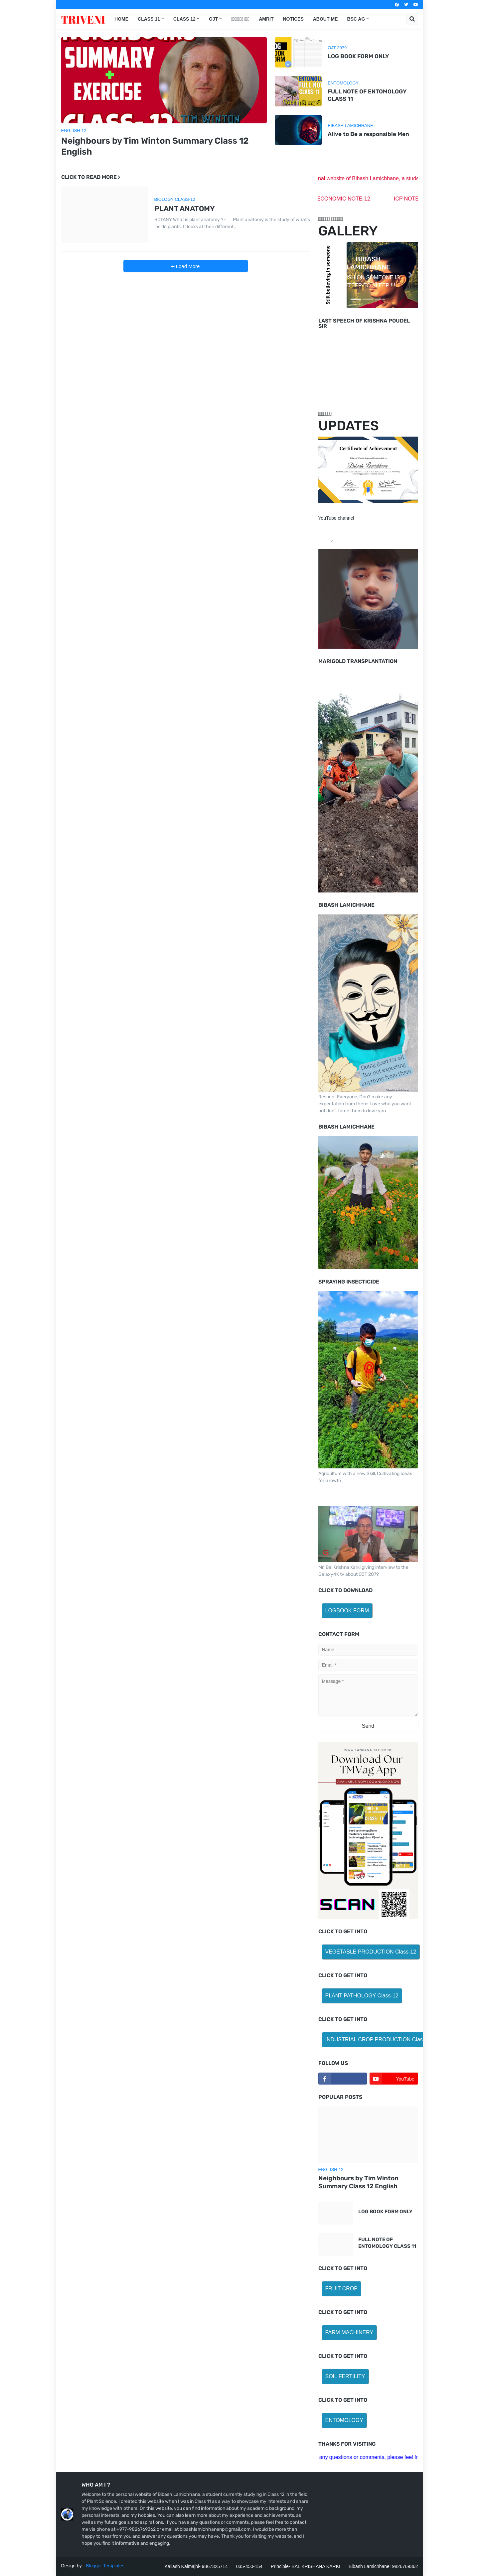 TRIVENI
HOME CLASS 11 CLASS 12 OJT AMRIT NOTICES ABOUT ME BSC AG
SUMMARY
EXERCISE
CLASS- 12
ENGLISH-12
Neighbours by Tim Winton Summary Class 12
English
OJT 2079
LOG BOOK FORM ONLY
ENTOMOLOGY
FULL NOTE OF ENTOMOLOGY
CLASS 11
BIBASH LAMICHHANE
Alive to Be a responsible Men
CLICK TO READ MORE ›
BIOLOGY CLASS-12
PLANT ANATOMY
BOTANY What is plant anatomy ?- Plant anatomy is the study of what's
inside plants. It looks at their different…
Load More
nal website of Bibash Lamichhane, a stude
ECONOMIC NOTE-12 ICP NOTE
GALLERY
Still believing in someone
BIBASH
LAMICHHANE
LAST SPEECH OF KRISHNA POUDEL
SIR
UPDATES
Certificate of Achievement
Bibash Lamichhane
YouTube channel
MARIGOLD TRANSPLANTATION
BIBASH LAMICHHANE
Doing good for all
But not expecting
anything from them
Respect Everyone, Don't make any
expectation from them. Love who you want
but don't force them to love you
BIBASH LAMICHHANE
SPRAYING INSECTICIDE
Agriculture with a new Skill, Cultivating Ideas
for Growth
Mr. Bal Krishna Karki giving interview to the
Galaxy4K tv about OJT 2079
CLICK TO DOWNLOAD
LOGBOOK FORM
CONTACT FORM
Name
Email *
Message *
Send
Download Our
TMVag App
AVAILABLE NOW | DOWNLOAD NOW
SCAN
CLICK TO GET INTO
VEGETABLE PRODUCTION Class-12
CLICK TO GET INTO
PLANT PATHOLOGY Class-12
CLICK TO GET INTO
INDUSTRIAL CROP PRODUCTION Clas
FOLLOW US
YouTube
POPULAR POSTS
ENGLISH-12
Neighbours by Tim Winton
Summary Class 12 English
LOG BOOK FORM ONLY
FULL NOTE OF
ENTOMOLOGY CLASS 11
CLICK TO GET INTO
FRUIT CROP
CLICK TO GET INTO
FARM MACHINERY
CLICK TO GET INTO
SOIL FERTILITY
CLICK TO GET INTO
ENTOMOLOGY
THANKS FOR VISITING
any questions or comments, please feel fr
WHO AM I ?
Welcome to the personal website of Bibash Lamichhane, a student currently studying in Class 12 in the field
of Plant Science. I created this website when I was in Class 11 as a way to showcase my interests and share
my knowledge with others. On this website, you can find information about my academic background, my
personal interests, and my hobbies. You can also learn more about my experience in extracurricular activities,
as well as my future goals and aspirations. If you have any questions or comments, please feel free to contact
me via phone at +977-9826769362 or email at bibashlamichhanenp@gmail.com. I would be more than
happy to hear from you and answer any questions you may have. Thank you for visiting my website, and I
hope you find it informative and engaging.
Design by - Blogger Templates
Kailash Katmajhi- 9867325714 035-450-154 Principle- BAL KRISHANA KARKI Bibash Lamichhane: 9826769362